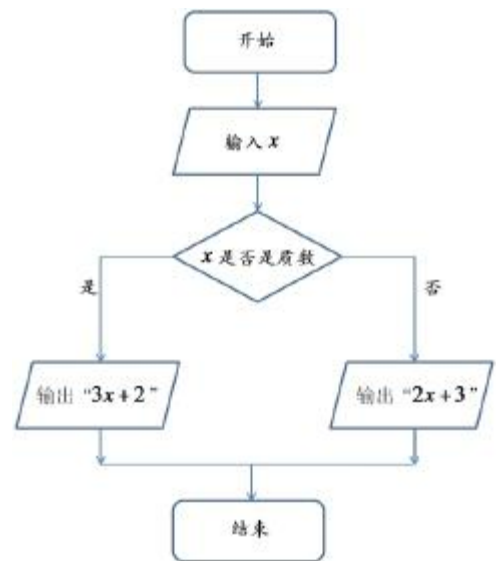 开始
输入 x
x 是否是质数
是
否
输出 “3x+2”
输出 “2x+3”
结束